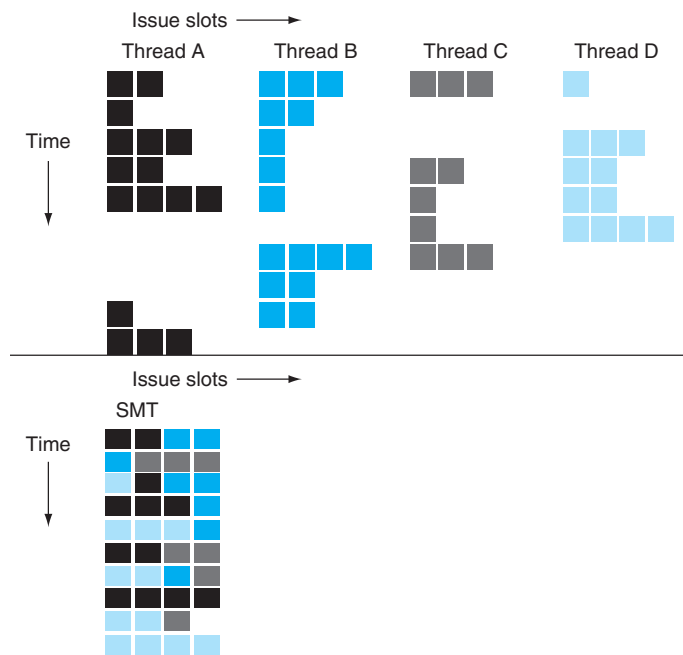 Issue slots
Thread A Thread B Thread C Thread D
Time
Issue slots
SMT
Time